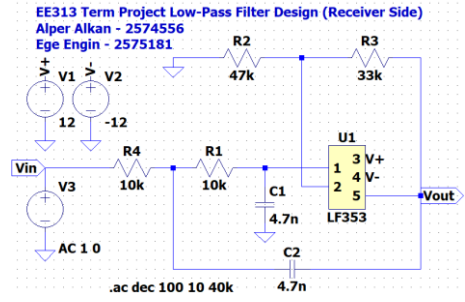 EE313 Term Project Low-Pass Filter Design (Receiver Side)
Alper Alkan - 2574556
Ege Engin - 2575181
R2
47k
R3
33k
V+
V1
12
V-
V2
-12
U1
1
2
3 V+
4 V-
5
LF353
Vin
R4
10k
R1
10k
C1
4.7n
Vout
V3
AC 1 0
C2
4.7n
.ac dec 100 10 40k